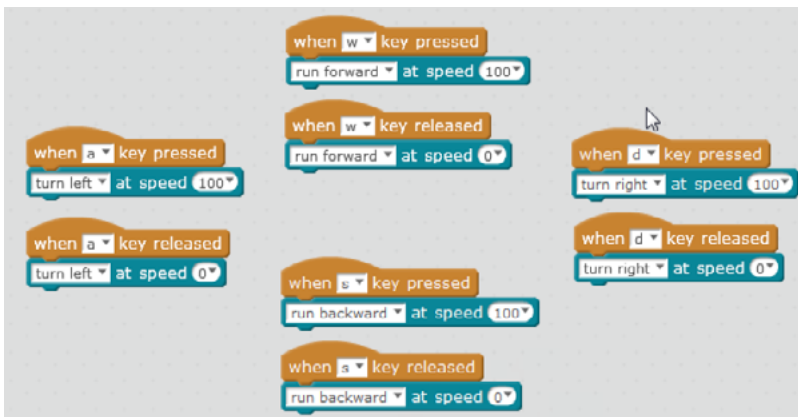 when w key pressed
run forward at speed 100
when w key released
run forward at speed 0
when a key pressed
turn left at speed 100
when a key released
turn left at speed 0
when d key pressed
turn right at speed 100
when d key released
turn right at speed 0
when s key pressed
run backward at speed 100
when s key released
run backward at speed 0